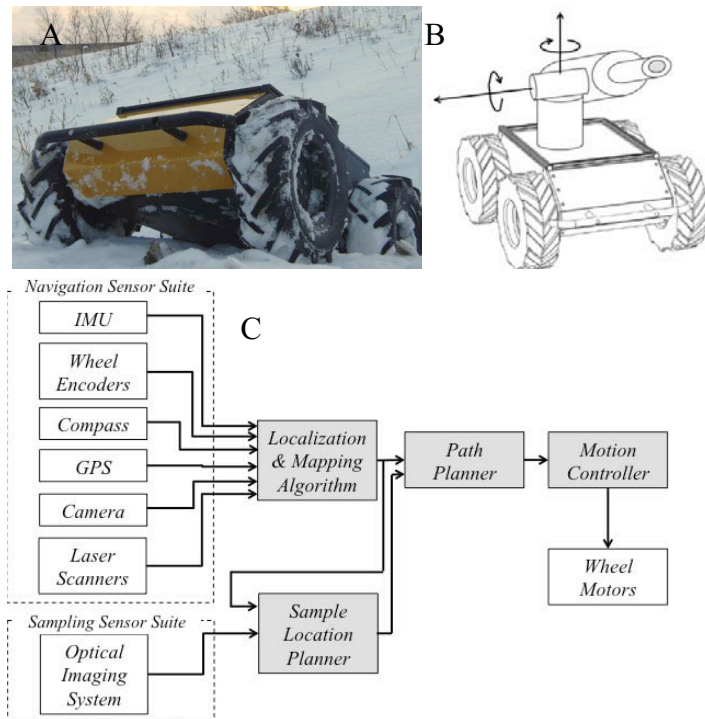 A
B
Navigation Sensor Suite
IMU
C
Wheel
Encoders
Compass
GPS
Camera
Laser
Scanners
Localization
& Mapping
Algorithm
Path
Planner
Motion
Controller
Wheel
Motors
Sampling Sensor Suite
Optical
Imaging
System
Sample
Location
Planner